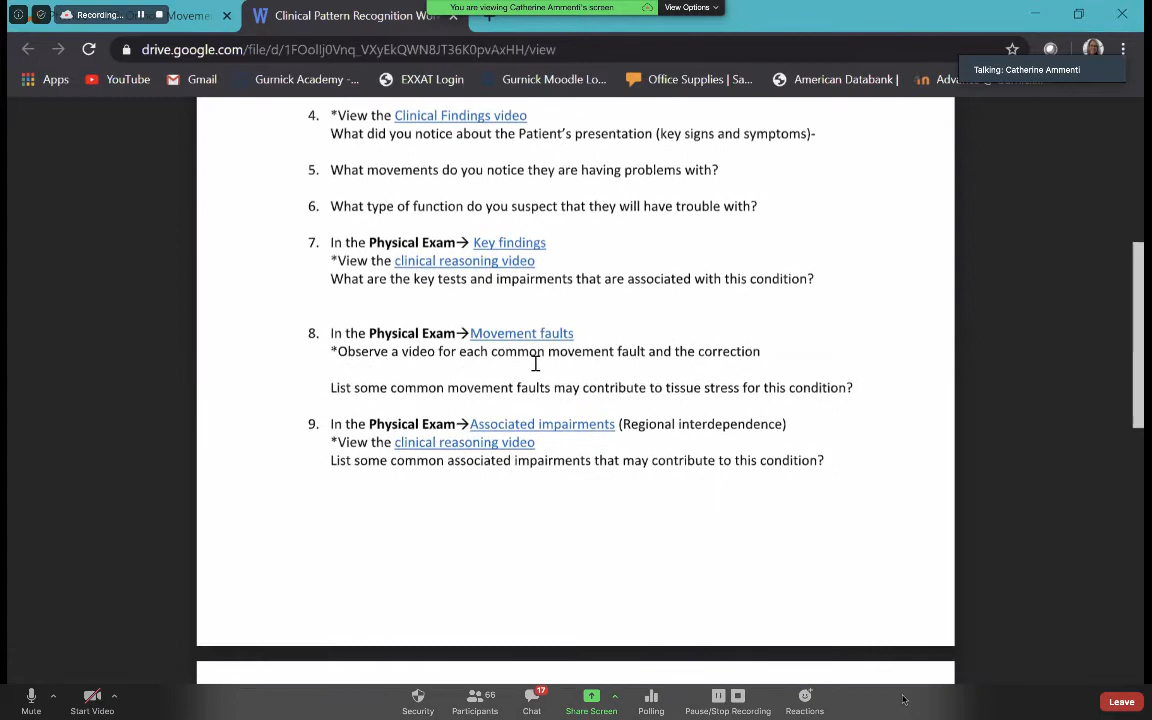 Recording...
You are viewing Catherine Ammenti's screen
View Options
Moveme
Clinical Pattern Recognition Wo
drive.google.com/file/d/1FOollj0Vnq_VXyEkQWN8JT36K0pvAxHH/view
Apps
YouTube
Gmail
Gurnick Academy -...
EXXAT Login
Gurnick Moodle Lo...
Office Supplies | Sa...
American Databank |
Talking: Catherine Ammenti
4. *View the Clinical Findings video
What did you notice about the Patient's presentation (key signs and symptoms)-
5. What movements do you notice they are having problems with?
6. What type of function do you suspect that they will have trouble with?
7. In the Physical Exam→ Key findings
*View the clinical reasoning video
What are the key tests and impairments that are associated with this condition?
8. In the Physical Exam→Movement faults
*Observe a video for each common movement fault and the correction
List some common movement faults may contribute to tissue stress for this condition?
9. In the Physical Exam→Associated impairments (Regional interdependence)
*View the clinical reasoning video
List some common associated impairments that may contribute to this condition?
Mute
Start Video
Security
66
Participants
17
Chat
Share Screen
Polling
Pause/Stop Recording
Reactions
Leave